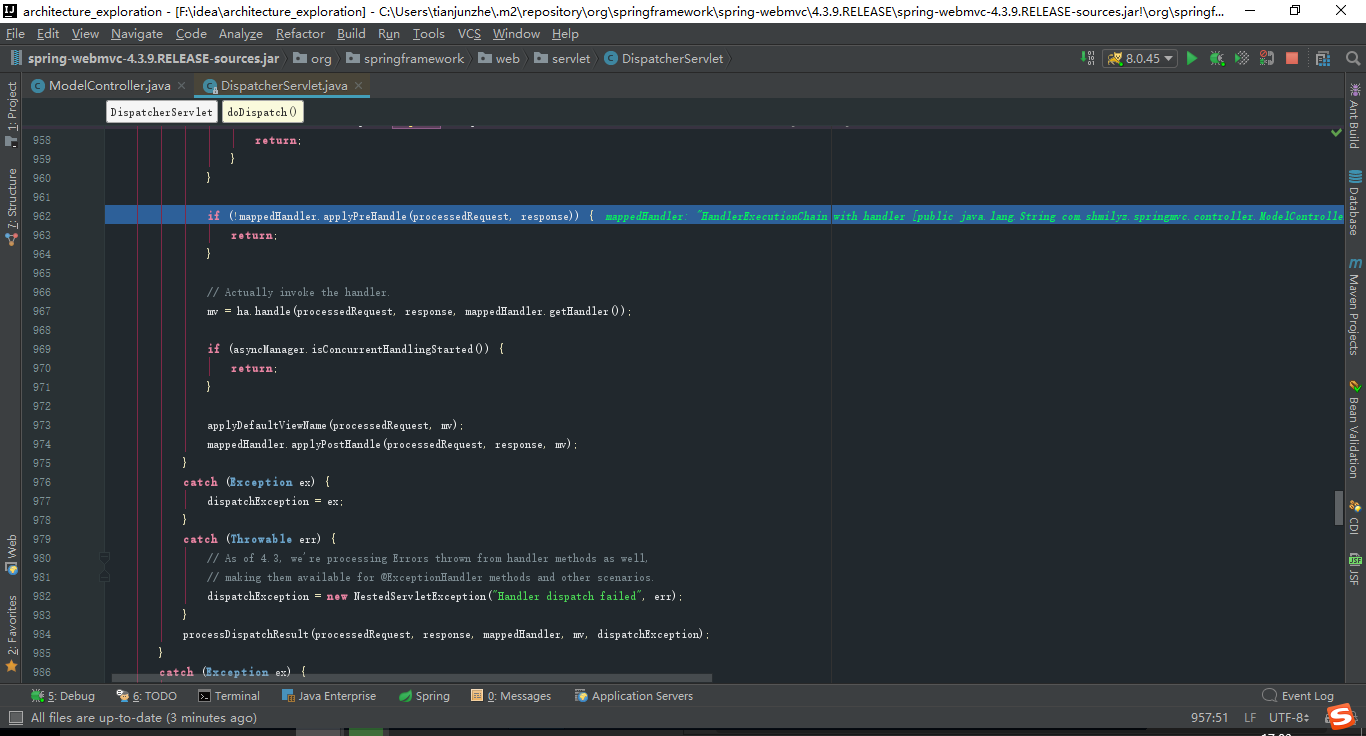 architecture_exploration - [F:\idea\architecture_exploration] - C:\Users\tianjunzhe\.m2\repository\org\springframework\spring-webmvc\4.3.9.RELEASE\spring-webmvc-4.3.9.RELEASE-sources.jar!\org\springf...
File Edit View Navigate Code Analyze Refactor Build Run Tools VCS Window Help
spring-webmvc-4.3.9.RELEASE-sources.jar org springframework web servlet DispatcherServlet 8.0.45
ModelController.java DispatcherServlet.java
DispatcherServlet doDispatch()
1: Project
7: Structure
Web
2: Favorites
958 return;
959 }
960 }
961
962 if (!mappedHandler.applyPreHandle(processedRequest, response)) { mappedHandler: "HandlerExecutionChain with handler [public java.lang.String com.shmilyz.springmvc.controller.ModelControlle
963 return;
964 }
965
966 // Actually invoke the handler.
967 mv = ha.handle(processedRequest, response, mappedHandler.getHandler());
968
969 if (asyncManager.isConcurrentHandlingStarted()) {
970 return;
971 }
972
973 applyDefaultViewName(processedRequest, mv);
974 mappedHandler.applyPostHandle(processedRequest, response, mv);
975 }
976 catch (Exception ex) {
977 dispatchException = ex;
978 }
979 catch (Throwable err) {
980 // As of 4.3, we're processing Errors thrown from handler methods as well,
981 // making them available for @ExceptionHandler methods and other scenarios.
982 dispatchException = new NestedServletException("Handler dispatch failed", err);
983 }
984 processDispatchResult(processedRequest, response, mappedHandler, mv, dispatchException);
985 }
986 catch (Exception ex) {
Ant Build
Database
Maven Projects
Bean Validation
CDI
JSF
5: Debug 6: TODO Terminal Java Enterprise Spring 0: Messages Application Servers Event Log
All files are up-to-date (3 minutes ago) 957:51 LF UTF-8